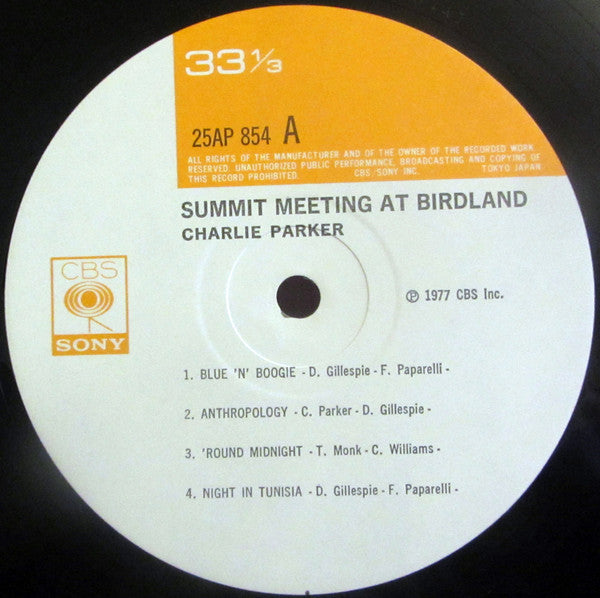 33 1/3
25AP 854 A
ALL RIGHTS OF THE MANUFACTURER AND OF THE OWNER OF THE RECORDED WORK
RESERVED. UNAUTHORIZED PUBLIC PERFORMANCE, BROADCASTING AND COPYING OF
THIS RECORD PROHIBITED. CBS/SONY INC. TOKYO JAPAN
SUMMIT MEETING AT BIRDLAND
CHARLIE PARKER
CBS
SONY
Ⓟ 1977 CBS Inc.
1. BLUE 'N' BOOGIE - D. Gillespie - F. Paparelli -
2. ANTHROPOLOGY - C. Parker - D. Gillespie -
3. 'ROUND MIDNIGHT - T. Monk - C. Williams -
4. NIGHT IN TUNISIA - D. Gillespie - F. Paparelli -